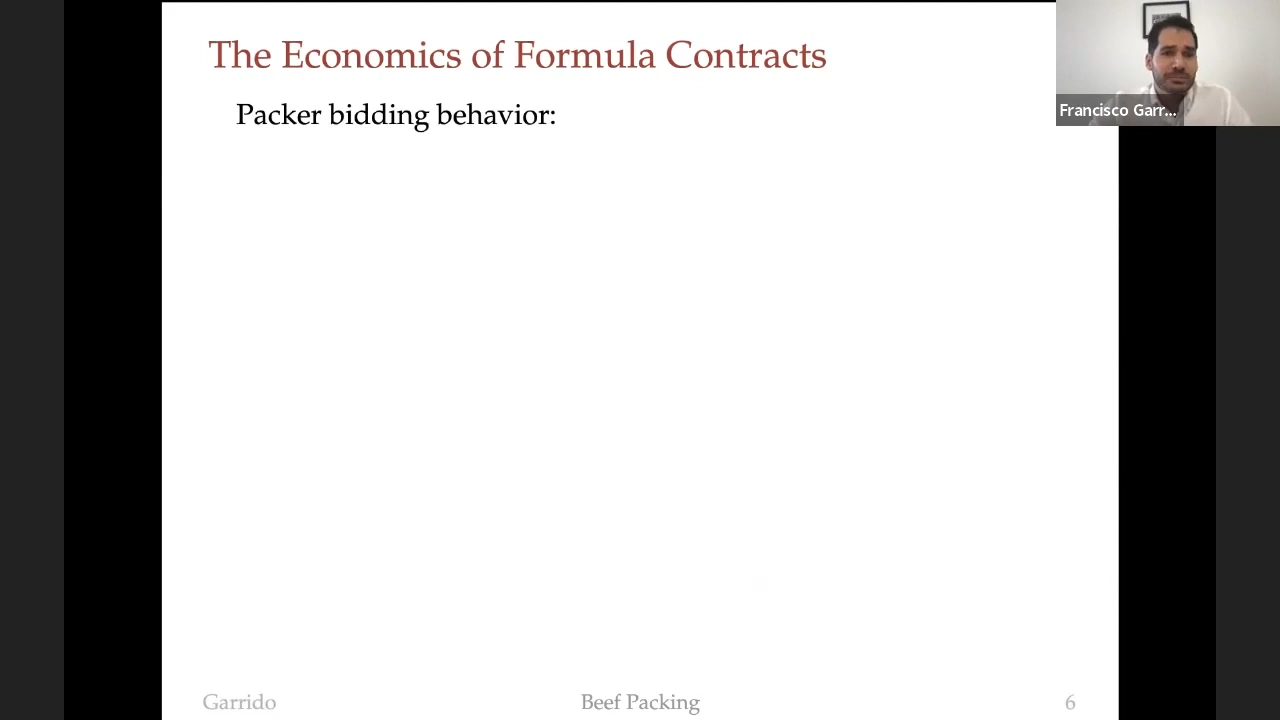 The Economics of Formula Contracts
Packer bidding behavior:
Francisco Garr...
Garrido
Beef Packing
6